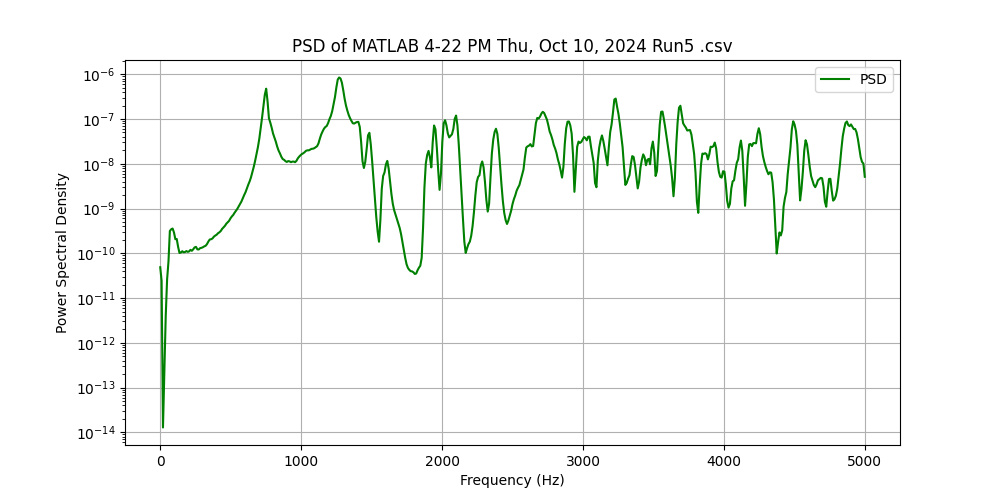 PSD of MATLAB 4-22 PM Thu, Oct 10, 2024 Run5 .csv
PSD
Power Spectral Density
10⁻⁶
10⁻⁷
10⁻⁸
10⁻⁹
10⁻¹⁰
10⁻¹¹
10⁻¹²
10⁻¹³
10⁻¹⁴
0 1000 2000 3000 4000 5000
Frequency (Hz)